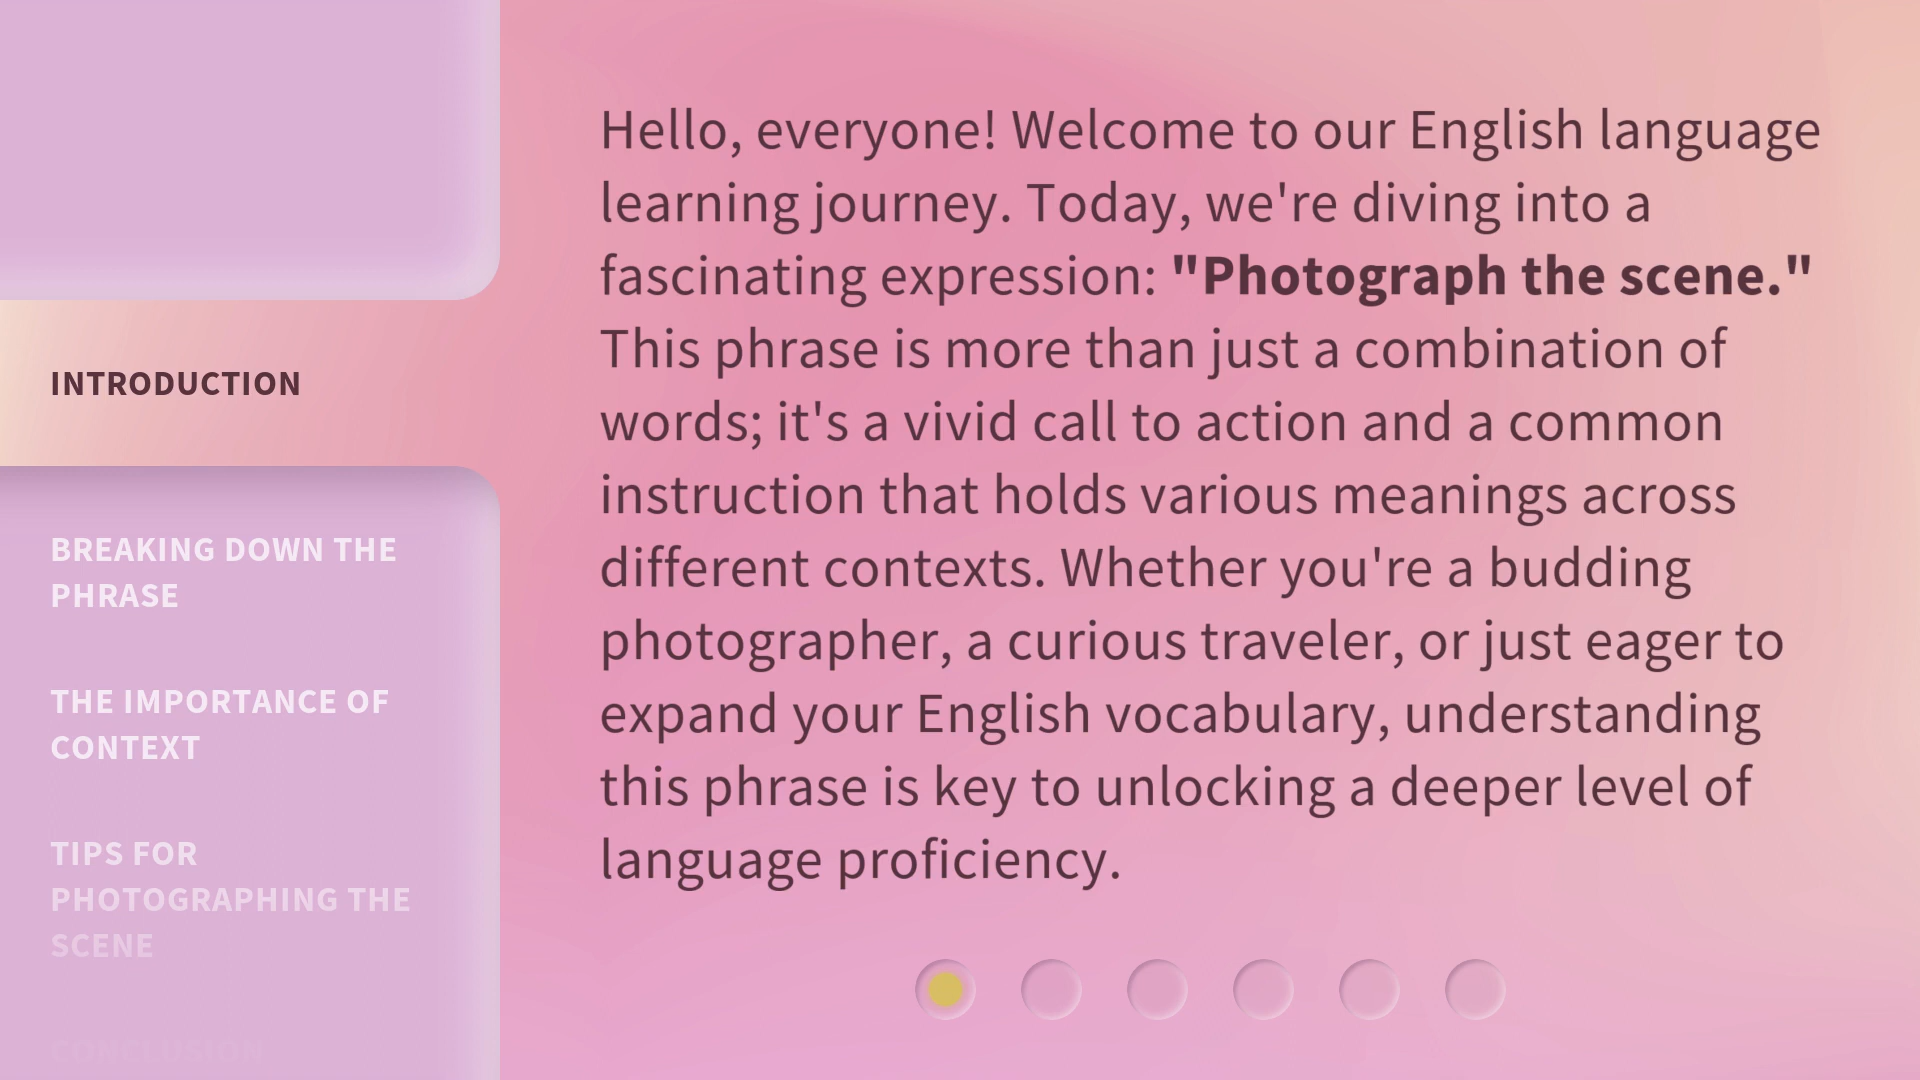 INTRODUCTION
BREAKING DOWN THE
PHRASE
THE IMPORTANCE OF
CONTEXT
TIPS FOR
PHOTOGRAPHING THE
SCENE
CONCLUSION
Hello, everyone! Welcome to our English language
learning journey. Today, we're diving into a
fascinating expression: "Photograph the scene."
This phrase is more than just a combination of
words; it's a vivid call to action and a common
instruction that holds various meanings across
different contexts. Whether you're a budding
photographer, a curious traveler, or just eager to
expand your English vocabulary, understanding
this phrase is key to unlocking a deeper level of
language proficiency.